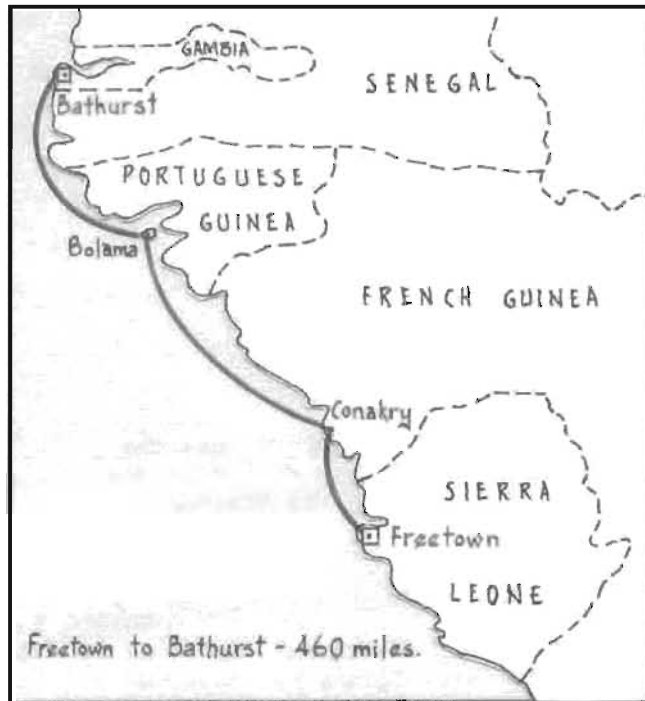 GAMBIA
SENEGAL
Bathurst
PORTUGUESE
GUINEA
Bolama
FRENCH GUINEA
Conakry
SIERRA
Freetown
LEONE
Freetown to Bathurst - 460 miles.